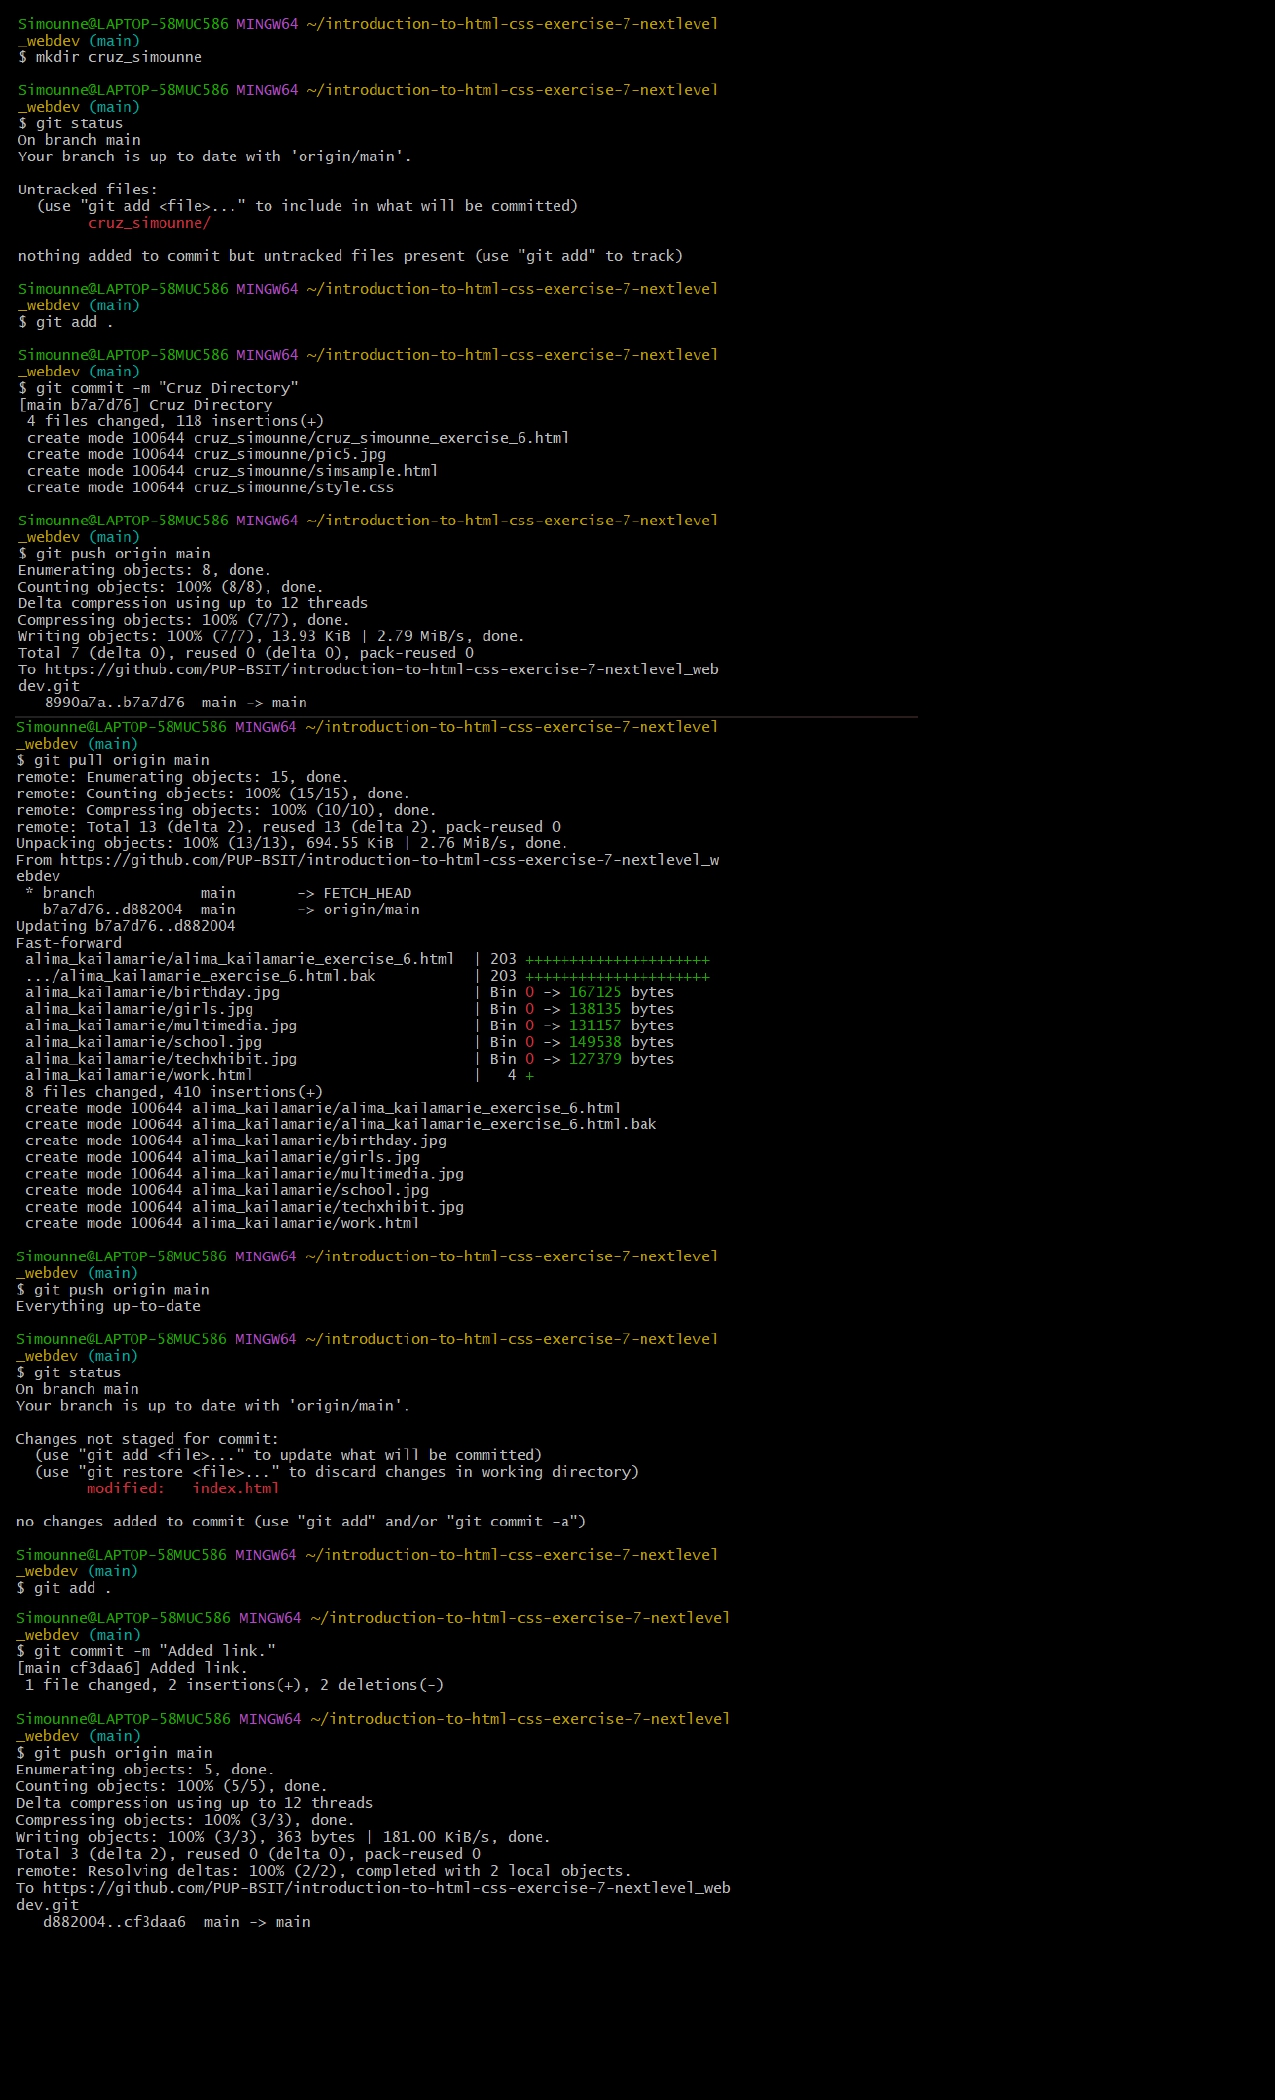 Simounne@LAPTOP-58MUC586 MINGW64 ~/introduction-to-html-css-exercise-7-nextlevel
_webdev (main)
$ mkdir cruz_simounne

Simounne@LAPTOP-58MUC586 MINGW64 ~/introduction-to-html-css-exercise-7-nextlevel
_webdev (main)
$ git status
On branch main
Your branch is up to date with 'origin/main'.

Untracked files:
  (use "git add <file>..." to include in what will be committed)
        cruz_simounne/

nothing added to commit but untracked files present (use "git add" to track)

Simounne@LAPTOP-58MUC586 MINGW64 ~/introduction-to-html-css-exercise-7-nextlevel
_webdev (main)
$ git add .

Simounne@LAPTOP-58MUC586 MINGW64 ~/introduction-to-html-css-exercise-7-nextlevel
_webdev (main)
$ git commit -m "Cruz Directory"
[main b7a7d76] Cruz Directory
 4 files changed, 118 insertions(+)
 create mode 100644 cruz_simounne/cruz_simounne_exercise_6.html
 create mode 100644 cruz_simounne/pic5.jpg
 create mode 100644 cruz_simounne/simsample.html
 create mode 100644 cruz_simounne/style.css

Simounne@LAPTOP-58MUC586 MINGW64 ~/introduction-to-html-css-exercise-7-nextlevel
_webdev (main)
$ git push origin main
Enumerating objects: 8, done.
Counting objects: 100% (8/8), done.
Delta compression using up to 12 threads
Compressing objects: 100% (7/7), done.
Writing objects: 100% (7/7), 13.93 KiB | 2.79 MiB/s, done.
Total 7 (delta 0), reused 0 (delta 0), pack-reused 0
To https://github.com/PUP-BSIT/introduction-to-html-css-exercise-7-nextlevel_web
dev.git
   8990a7a..b7a7d76  main -> main
Simounne@LAPTOP-58MUC586 MINGW64 ~/introduction-to-html-css-exercise-7-nextlevel
_webdev (main)
$ git pull origin main
remote: Enumerating objects: 15, done.
remote: Counting objects: 100% (15/15), done.
remote: Compressing objects: 100% (10/10), done.
remote: Total 13 (delta 2), reused 13 (delta 2), pack-reused 0
Unpacking objects: 100% (13/13), 694.55 KiB | 2.76 MiB/s, done.
From https://github.com/PUP-BSIT/introduction-to-html-css-exercise-7-nextlevel_w
ebdev
 * branch            main       -> FETCH_HEAD
   b7a7d76..d882004  main       -> origin/main
Updating b7a7d76..d882004
Fast-forward
 alima_kailamarie/alima_kailamarie_exercise_6.html  | 203 +++++++++++++++++++++
 .../alima_kailamarie_exercise_6.html.bak           | 203 +++++++++++++++++++++
 alima_kailamarie/birthday.jpg                      | Bin 0 -> 167125 bytes
 alima_kailamarie/girls.jpg                         | Bin 0 -> 138135 bytes
 alima_kailamarie/multimedia.jpg                    | Bin 0 -> 131157 bytes
 alima_kailamarie/school.jpg                        | Bin 0 -> 149538 bytes
 alima_kailamarie/techxhibit.jpg                    | Bin 0 -> 127379 bytes
 alima_kailamarie/work.html                         |   4 +
 8 files changed, 410 insertions(+)
 create mode 100644 alima_kailamarie/alima_kailamarie_exercise_6.html
 create mode 100644 alima_kailamarie/alima_kailamarie_exercise_6.html.bak
 create mode 100644 alima_kailamarie/birthday.jpg
 create mode 100644 alima_kailamarie/girls.jpg
 create mode 100644 alima_kailamarie/multimedia.jpg
 create mode 100644 alima_kailamarie/school.jpg
 create mode 100644 alima_kailamarie/techxhibit.jpg
 create mode 100644 alima_kailamarie/work.html

Simounne@LAPTOP-58MUC586 MINGW64 ~/introduction-to-html-css-exercise-7-nextlevel
_webdev (main)
$ git push origin main
Everything up-to-date

Simounne@LAPTOP-58MUC586 MINGW64 ~/introduction-to-html-css-exercise-7-nextlevel
_webdev (main)
$ git status
On branch main
Your branch is up to date with 'origin/main'.

Changes not staged for commit:
  (use "git add <file>..." to update what will be committed)
  (use "git restore <file>..." to discard changes in working directory)
        modified:   index.html

no changes added to commit (use "git add" and/or "git commit -a")

Simounne@LAPTOP-58MUC586 MINGW64 ~/introduction-to-html-css-exercise-7-nextlevel
_webdev (main)
$ git add .

Simounne@LAPTOP-58MUC586 MINGW64 ~/introduction-to-html-css-exercise-7-nextlevel
_webdev (main)
$ git commit -m "Added link."
[main cf3daa6] Added link.
 1 file changed, 2 insertions(+), 2 deletions(-)

Simounne@LAPTOP-58MUC586 MINGW64 ~/introduction-to-html-css-exercise-7-nextlevel
_webdev (main)
$ git push origin main
Enumerating objects: 5, done.
Counting objects: 100% (5/5), done.
Delta compression using up to 12 threads
Compressing objects: 100% (3/3), done.
Writing objects: 100% (3/3), 363 bytes | 181.00 KiB/s, done.
Total 3 (delta 2), reused 0 (delta 0), pack-reused 0
remote: Resolving deltas: 100% (2/2), completed with 2 local objects.
To https://github.com/PUP-BSIT/introduction-to-html-css-exercise-7-nextlevel_web
dev.git
   d882004..cf3daa6  main -> main